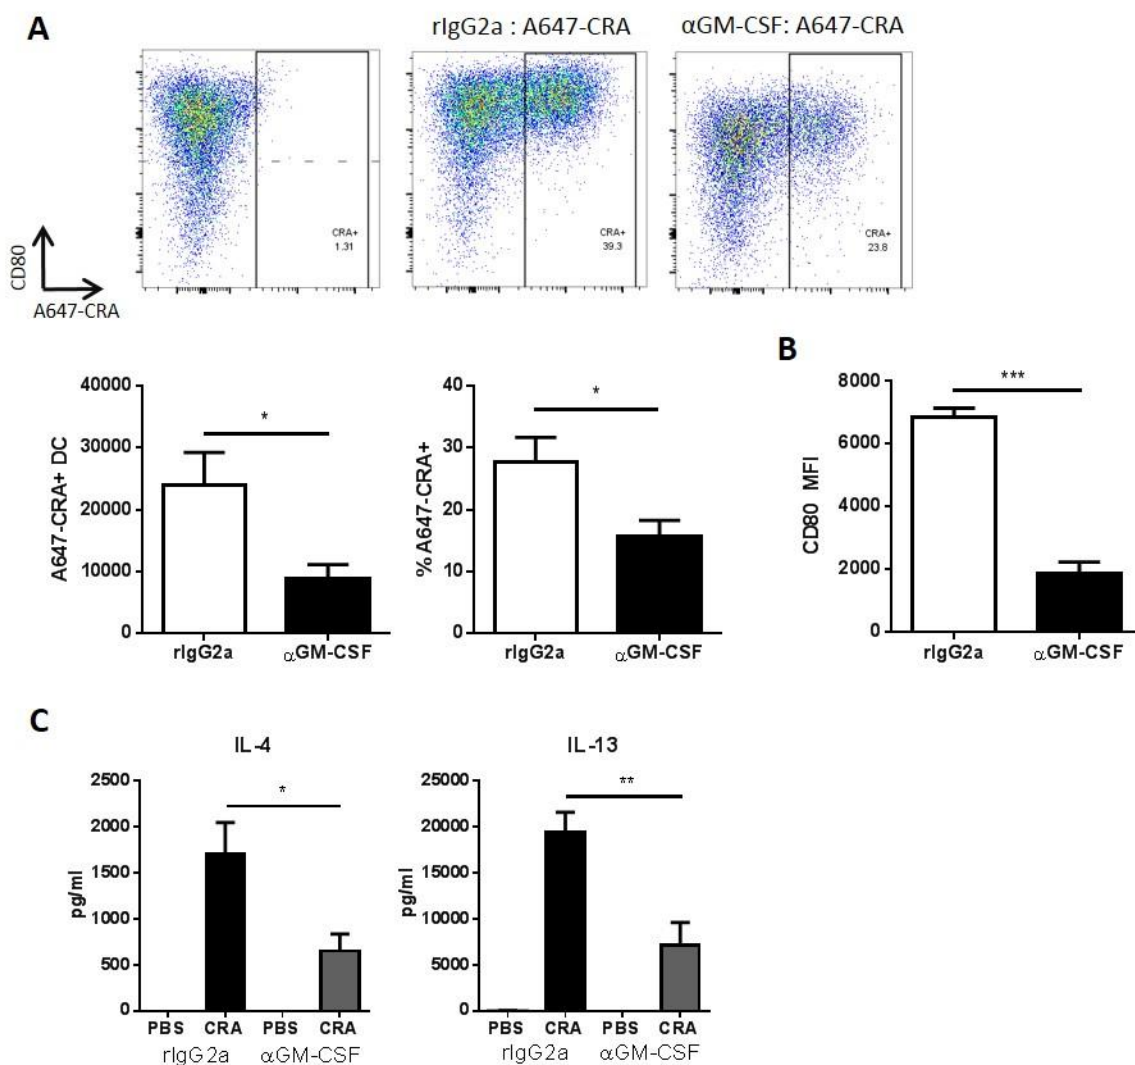 A
rIgG2a : A647-CRA
αGM-CSF: A647-CRA
CRA+
1.31
CRA+
39.3
CRA+
23.8
CD80
A647-CRA
A647-CRA+ DC
40000
30000
20000
10000
0
*
rIgG2a
αGM-CSF
% A647-CRA+
40
30
20
10
0
*
rIgG2a
αGM-CSF
B
CD80 MFI
8000
6000
4000
2000
0
***
rIgG2a
αGM-CSF
C
IL-4
pg/ml
2500
2000
1500
1000
500
0
*
PBS CRA PBS CRA
rIgG2a αGM-CSF
IL-13
pg/ml
25000
20000
15000
10000
5000
0
**
PBS CRA PBS CRA
rIgG2a αGM-CSF